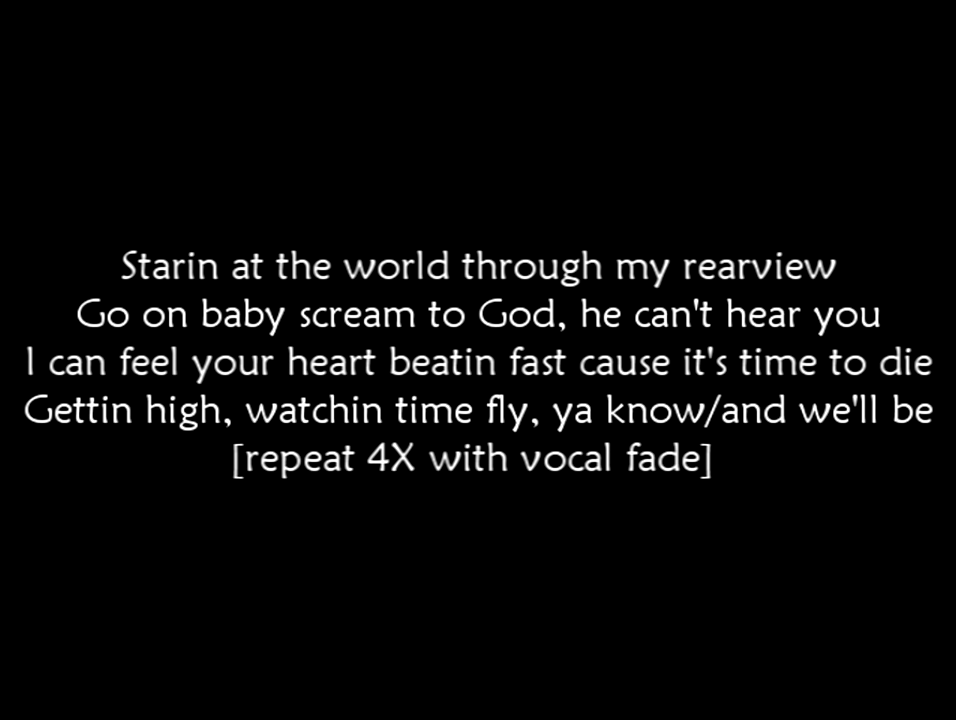 Starin at the world through my rearview
Go on baby scream to God, he can't hear you
I can feel your heart beatin fast cause it's time to die
Gettin high, watchin time fly, ya know/and we'll be
[repeat 4X with vocal fade]